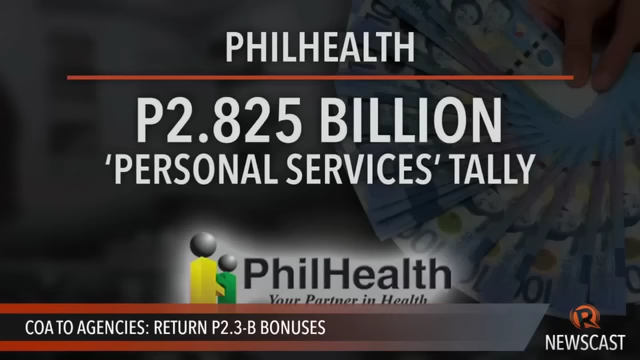 PHILHEALTH
P2.825 BILLION
'PERSONAL SERVICES' TALLY
PhilHealth
Your Partner in Health
COA TO AGENCIES: RETURN P2.3-B BONUSES
R
NEWSCAST
100